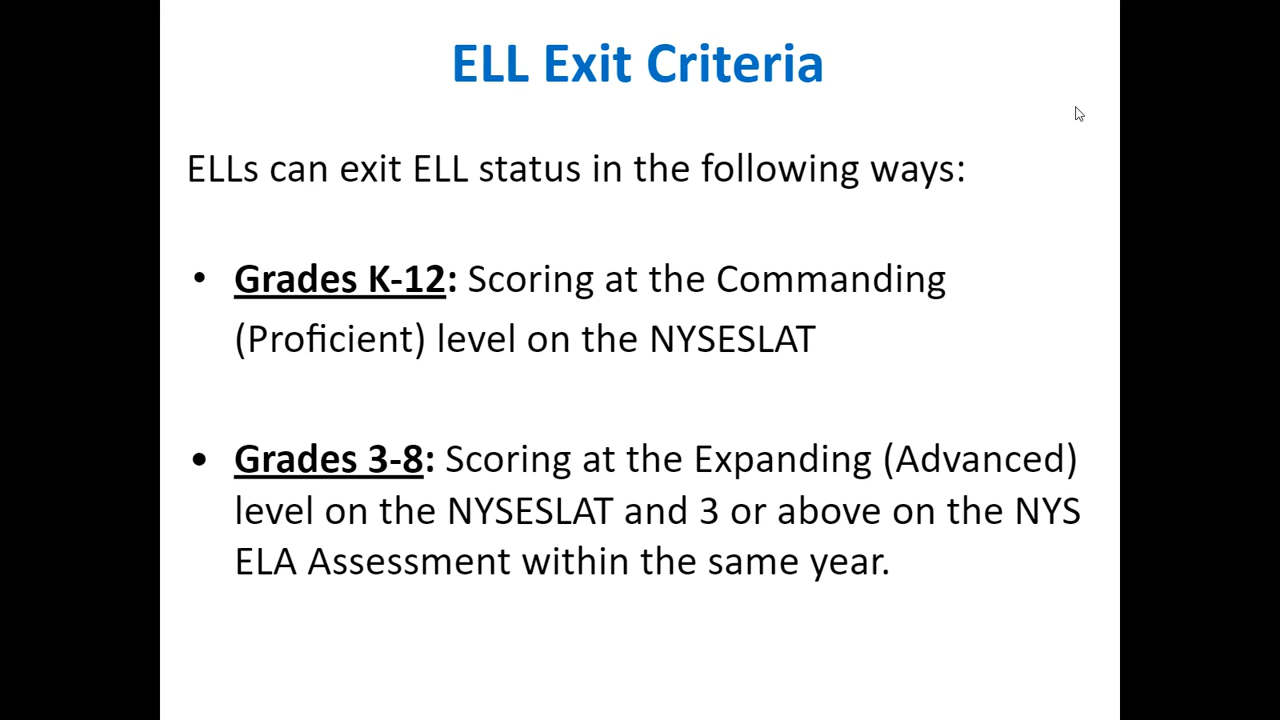 ELL Exit Criteria
ELLs can exit ELL status in the following ways:
• Grades K-12: Scoring at the Commanding
(Proficient) level on the NYSESLAT
• Grades 3-8: Scoring at the Expanding (Advanced)
level on the NYSESLAT and 3 or above on the NYS
ELA Assessment within the same year.